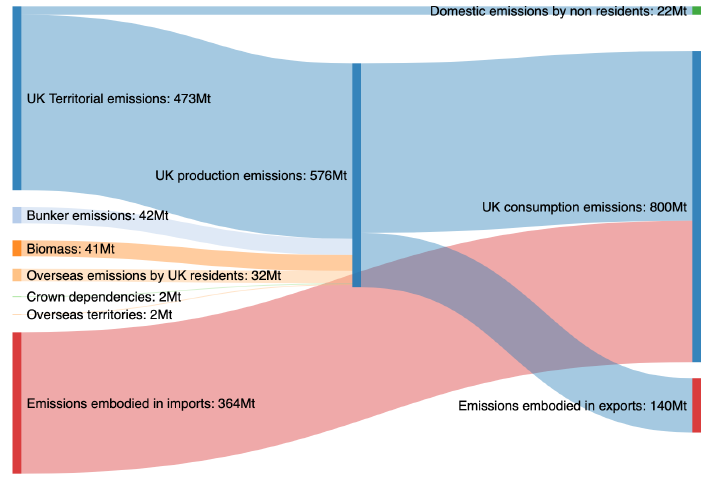 Domestic emissions by non residents: 22Mt
UK Territorial emissions: 473Mt
UK production emissions: 576Mt
UK consumption emissions: 800Mt
Bunker emissions: 42Mt
Biomass: 41Mt
Overseas emissions by UK residents: 32Mt
Crown dependencies: 2Mt
Overseas territories: 2Mt
Emissions embodied in imports: 364Mt
Emissions embodied in exports: 140Mt